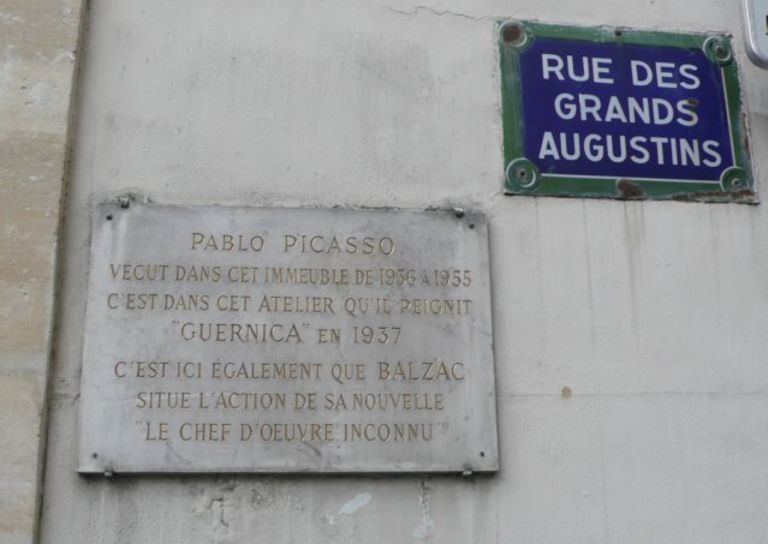 RUE DES
GRANDS
AUGUSTINS
PABLO PICASSO
VÉCUT DANS CET IMMEUBLE DE 1936 À 1955
C'EST DANS CET ATELIER QU'IL PEIGNIT
"GUERNICA" EN 1937
C'EST ICI ÉGALEMENT QUE BALZAC
SITUE L'ACTION DE SA NOUVELLE
"LE CHEF D'OEUVRE INCONNU"